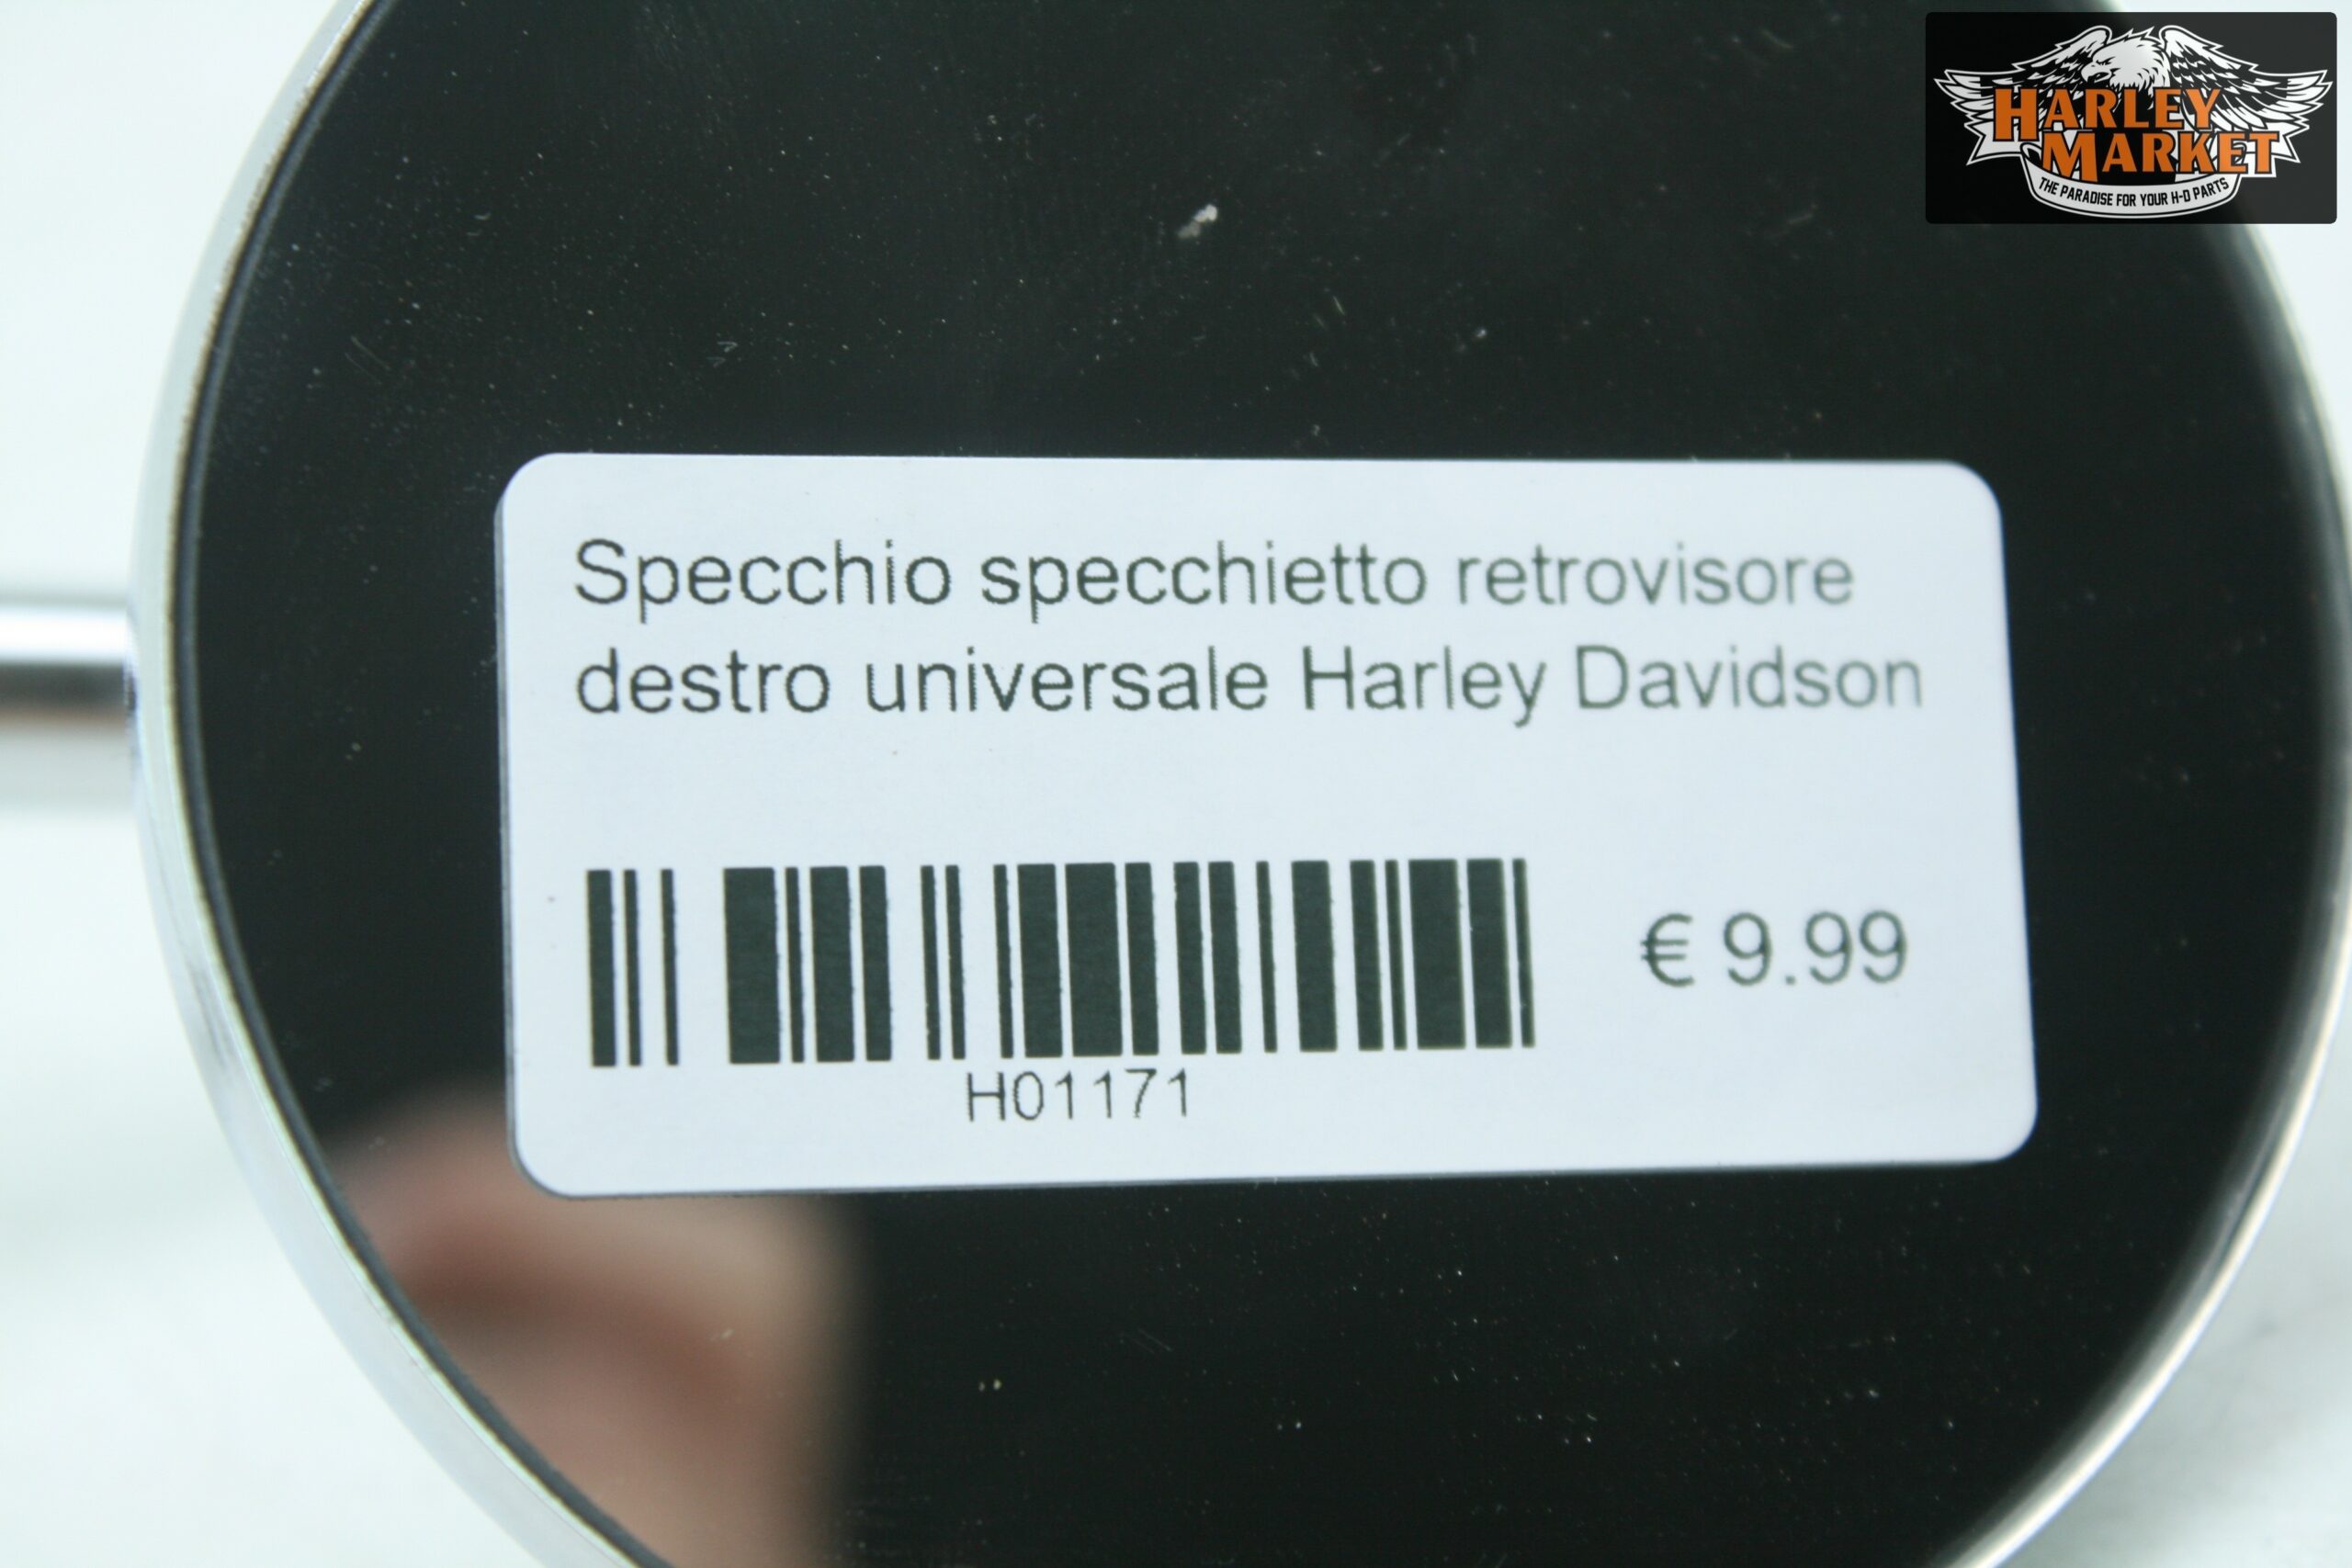 HARLEY
MARKET
THE PARADISE FOR YOUR H-D PARTS
Specchio specchietto retrovisore
destro universale Harley Davidson
€ 9.99
H01171